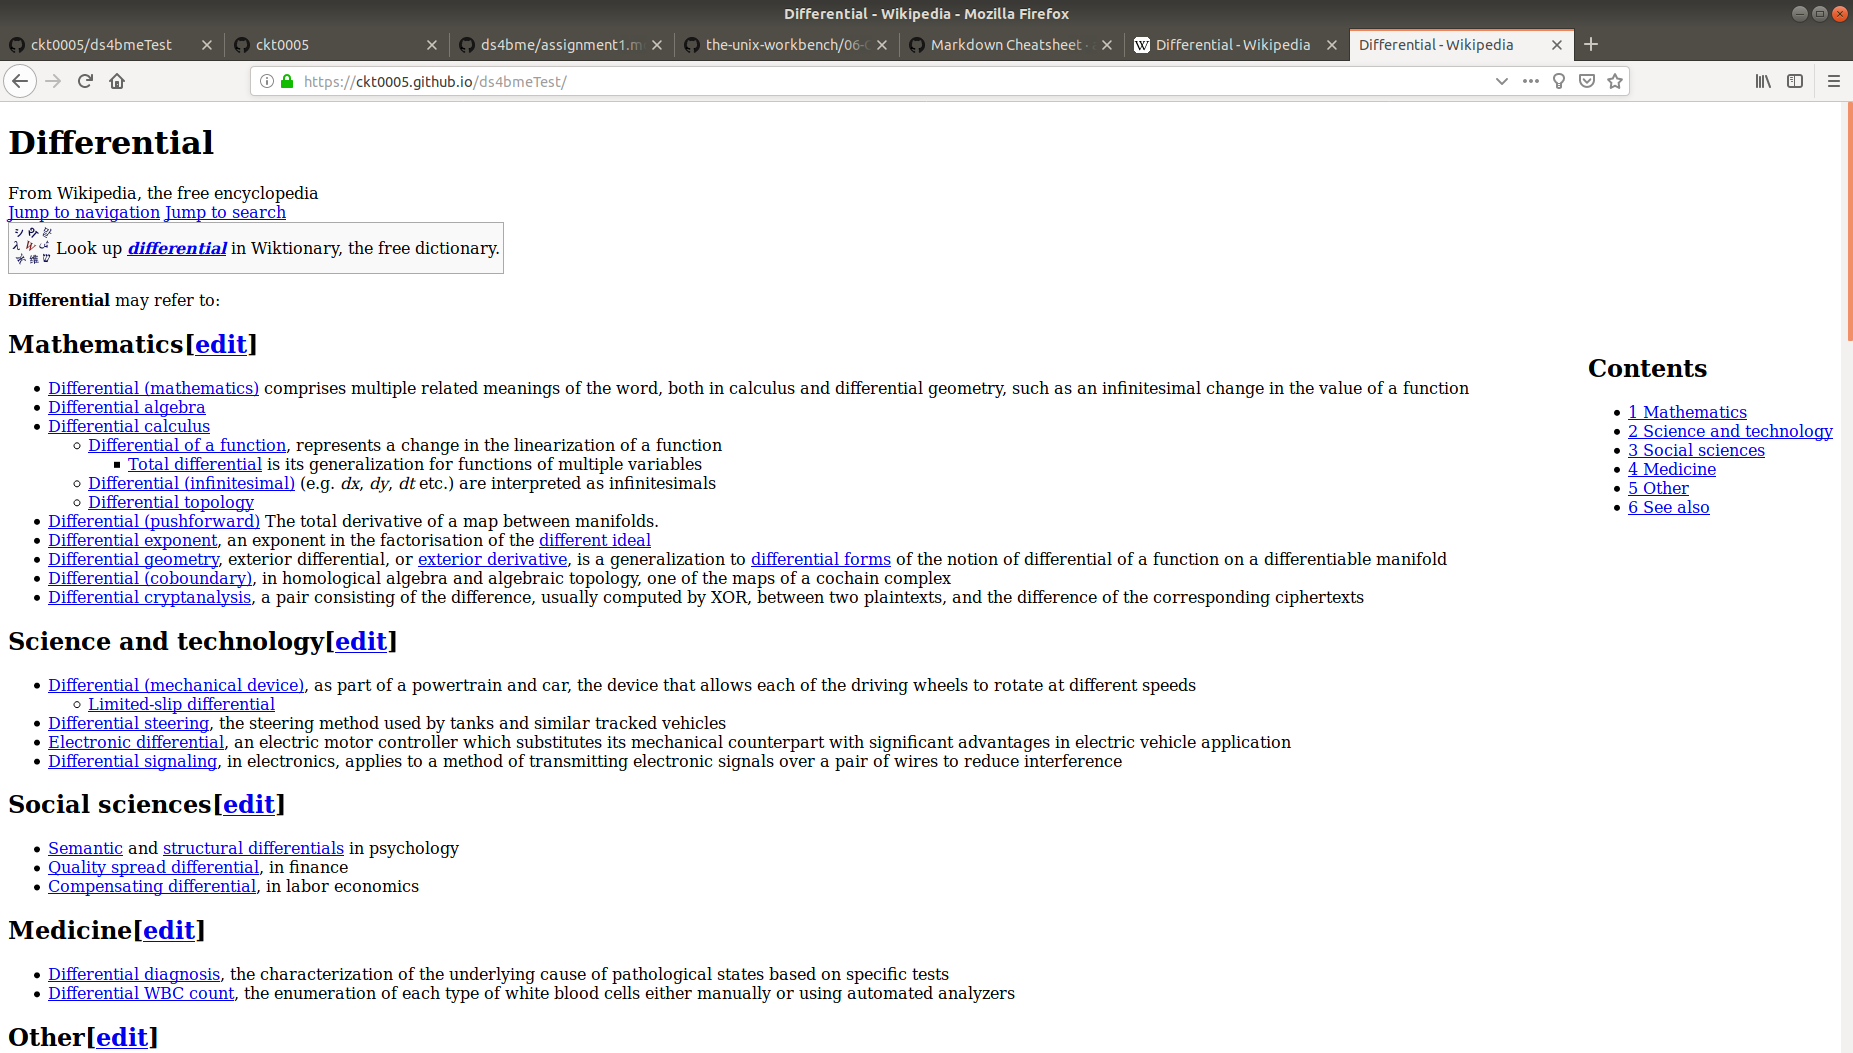 Differential - Wikipedia - Mozilla Firefox
ckt0005/ds4bmeTest
ckt0005
ds4bme/assignment1.m
the-unix-workbench/06-
Markdown Cheatsheet ·
Differential - Wikipedia
Differential - Wikipedia
https://ckt0005.github.io/ds4bmeTest/
Differential
From Wikipedia, the free encyclopedia
Jump to navigation Jump to search
Look up differential in Wiktionary, the free dictionary.
Differential may refer to:
Mathematics[edit]
Differential (mathematics) comprises multiple related meanings of the word, both in calculus and differential geometry, such as an infinitesimal change in the value of a function
Differential algebra
Differential calculus
Differential of a function, represents a change in the linearization of a function
Total differential is its generalization for functions of multiple variables
Differential (infinitesimal) (e.g. dx, dy, dt etc.) are interpreted as infinitesimals
Differential topology
Differential (pushforward) The total derivative of a map between manifolds.
Differential exponent, an exponent in the factorisation of the different ideal
Differential geometry, exterior differential, or exterior derivative, is a generalization to differential forms of the notion of differential of a function on a differentiable manifold
Differential (coboundary), in homological algebra and algebraic topology, one of the maps of a cochain complex
Differential cryptanalysis, a pair consisting of the difference, usually computed by XOR, between two plaintexts, and the difference of the corresponding ciphertexts
Contents
1 Mathematics
2 Science and technology
3 Social sciences
4 Medicine
5 Other
6 See also
Science and technology[edit]
Differential (mechanical device), as part of a powertrain and car, the device that allows each of the driving wheels to rotate at different speeds
Limited-slip differential
Differential steering, the steering method used by tanks and similar tracked vehicles
Electronic differential, an electric motor controller which substitutes its mechanical counterpart with significant advantages in electric vehicle application
Differential signaling, in electronics, applies to a method of transmitting electronic signals over a pair of wires to reduce interference
Social sciences[edit]
Semantic and structural differentials in psychology
Quality spread differential, in finance
Compensating differential, in labor economics
Medicine[edit]
Differential diagnosis, the characterization of the underlying cause of pathological states based on specific tests
Differential WBC count, the enumeration of each type of white blood cells either manually or using automated analyzers
Other[edit]